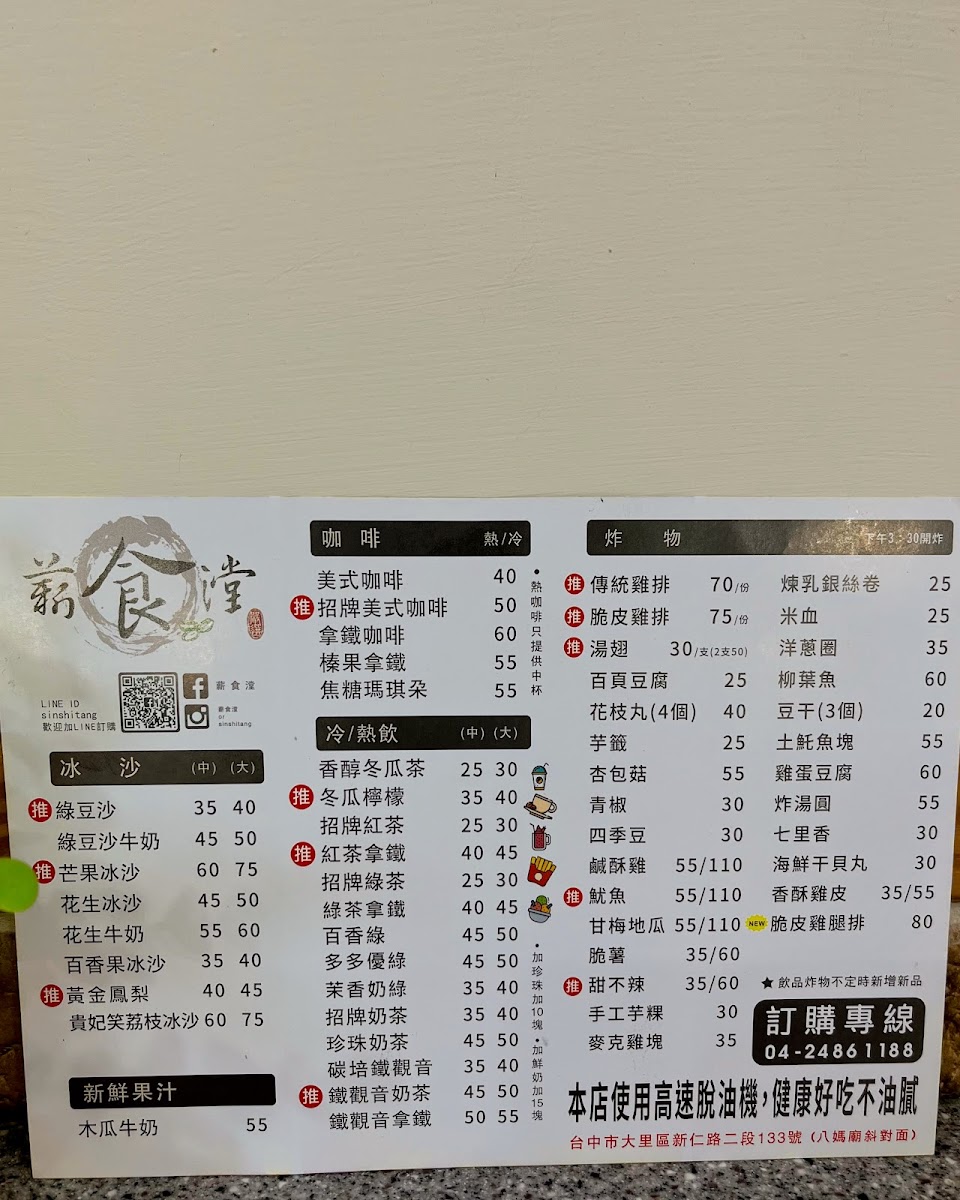 薪食漟
LINE ID
sinshitang
歡迎加LINE訂購
薪食漟
薪食漟
or
sinshitang
冰沙 (中) (大)
推 綠豆沙 35 40
綠豆沙牛奶 45 50
推 芒果冰沙 60 75
花生冰沙 45 50
花生牛奶 55 60
百香果冰沙 35 40
推 黃金鳳梨 40 45
貴妃笑荔枝冰沙 60 75
新鮮果汁
木瓜牛奶 55
咖啡 熱/冷
美式咖啡 40
推 招牌美式咖啡 50
拿鐵咖啡 60
榛果拿鐵 55
焦糖瑪琪朵 55
•熱咖啡只提供中杯
冷/熱飲 (中) (大)
香醇冬瓜茶 25 30
推 冬瓜檸檬 35 40
招牌紅茶 25 30
推 紅茶拿鐵 40 45
招牌綠茶 25 30
綠茶拿鐵 40 45
百香綠 45 50
多多優綠 45 50
茉香奶綠 35 40
招牌奶茶 35 40
珍珠奶茶 45 50
碳培鐵觀音 35 40
推 鐵觀音奶茶 45 50
鐵觀音拿鐵 50 55
•加珍珠加10塊•加鮮奶加15塊
炸物 下午3:30開炸
推 傳統雞排 70/份
推 脆皮雞排 75/份
推 湯翅 30/支(2支50)
百頁豆腐 25
花枝丸(4個) 40
芋籤 25
杏包菇 55
青椒 30
四季豆 30
鹹酥雞 55/110
推 魷魚 55/110
甘梅地瓜 55/110
脆薯 35/60
推 甜不辣 35/60
手工芋粿 30
麥克雞塊 35
煉乳銀絲卷 25
米血 25
洋蔥圈 35
柳葉魚 60
豆干(3個) 20
土魠魚塊 55
雞蛋豆腐 60
炸湯圓 55
七里香 30
海鮮干貝丸 30
香酥雞皮 35/55
NEW 脆皮雞腿排 80
★飲品炸物不定時新增新品
訂購專線
04-24861188
本店使用高速脫油機,健康好吃不油膩
台中市大里區新仁路二段133號(八媽廟斜對面)